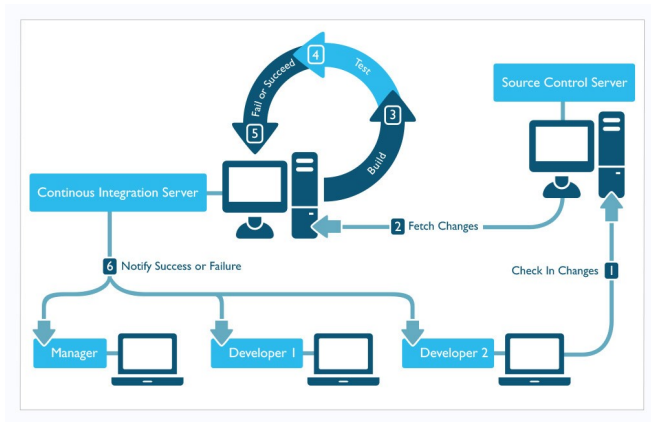 4
Test
Fail or Succeed
3
5
Build
Source Control Server
Continous Integration Server
2 Fetch Changes
6 Notify Success or Failure
Check In Changes 1
Manager
Developer 1
Developer 2